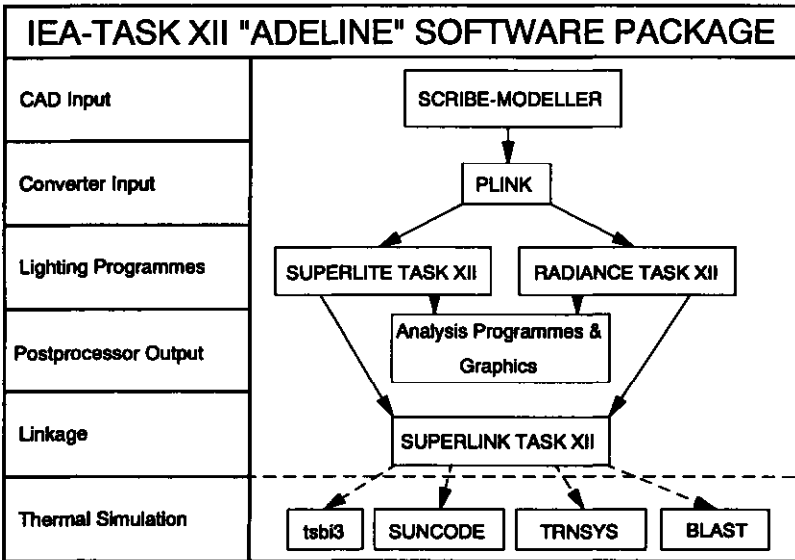 IEA-TASK XII "ADELINE" SOFTWARE PACKAGE
CAD Input
SCRIBE-MODELLER
Converter Input
PLINK
Lighting Programmes
SUPERLITE TASK XII
RADIANCE TASK XII
Postprocessor Output
Analysis Programmes &
Graphics
Linkage
SUPERLINK TASK XII
Thermal Simulation
tsbi3
SUNCODE
TRNSYS
BLAST